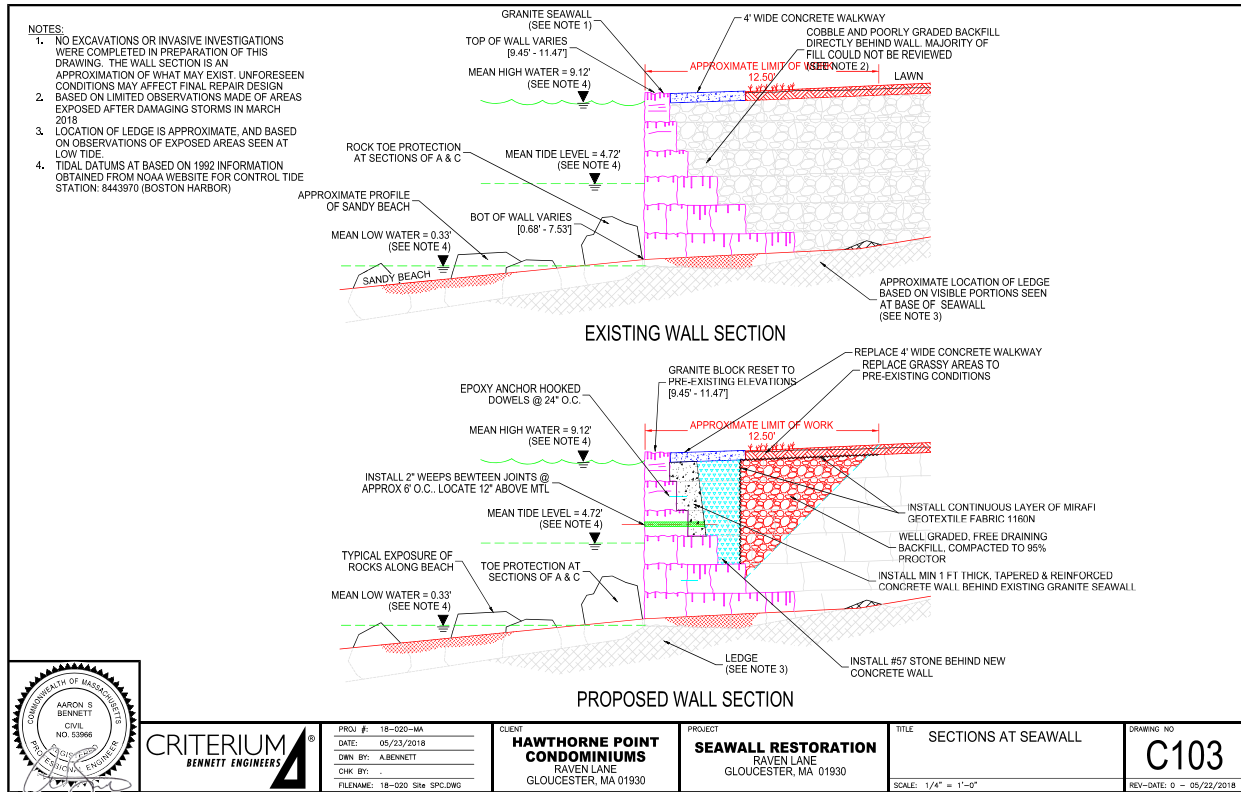 NOTES:
1. NO EXCAVATIONS OR INVASIVE INVESTIGATIONS
WERE COMPLETED IN PREPARATION OF THIS
DRAWING. THE WALL SECTION IS AN
APPROXIMATION OF WHAT MAY EXIST. UNFORESEEN
CONDITIONS MAY AFFECT FINAL REPAIR DESIGN
2. BASED ON LIMITED OBSERVATIONS MADE OF AREAS
EXPOSED AFTER DAMAGING STORMS IN MARCH
2018
3. LOCATION OF LEDGE IS APPROXIMATE, AND BASED
ON OBSERVATIONS OF EXPOSED AREAS SEEN AT
LOW TIDE.
4. TIDAL DATUMS AT BASED ON 1992 INFORMATION
OBTAINED FROM NOAA WEBSITE FOR CONTROL TIDE
STATION: 8443970 (BOSTON HARBOR)
GRANITE SEAWALL
(SEE NOTE 1)
TOP OF WALL VARIES
[9.45' - 11.47']
MEAN HIGH WATER = 9.12'
(SEE NOTE 4)
4' WIDE CONCRETE WALKWAY
COBBLE AND POORLY GRADED BACKFILL
DIRECTLY BEHIND WALL. MAJORITY OF
FILL COULD NOT BE REVIEWED
(SEE NOTE 2)
APPROXIMATE LIMIT OF WORK
12.50'
LAWN
ROCK TOE PROTECTION
AT SECTIONS OF A & C
MEAN TIDE LEVEL = 4.72'
(SEE NOTE 4)
APPROXIMATE PROFILE
OF SANDY BEACH
BOT OF WALL VARIES
[0.68' - 7.53']
MEAN LOW WATER = 0.33'
(SEE NOTE 4)
SANDY BEACH
APPROXIMATE LOCATION OF LEDGE
BASED ON VISIBLE PORTIONS SEEN
AT BASE OF SEAWALL
(SEE NOTE 3)
EXISTING WALL SECTION
REPLACE 4' WIDE CONCRETE WALKWAY
REPLACE GRASSY AREAS TO
PRE-EXISTING CONDITIONS
GRANITE BLOCK RESET TO
PRE-EXISTING ELEVATIONS
[9.45' - 11.47']
EPOXY ANCHOR HOOKED
DOWELS @ 24" O.C.
APPROXIMATE LIMIT OF WORK
12.50'
MEAN HIGH WATER = 9.12'
(SEE NOTE 4)
INSTALL 2" WEEPS BEWTEEN JOINTS @
APPROX 6' O.C.. LOCATE 12" ABOVE MTL
MEAN TIDE LEVEL = 4.72'
(SEE NOTE 4)
INSTALL CONTINUOUS LAYER OF MIRAFI
GEOTEXTILE FABRIC 1160N
WELL GRADED, FREE DRAINING
BACKFILL, COMPACTED TO 95%
PROCTOR
TYPICAL EXPOSURE OF
ROCKS ALONG BEACH
TOE PROTECTION AT
SECTIONS OF A & C
INSTALL MIN 1 FT THICK, TAPERED & REINFORCED
CONCRETE WALL BEHIND EXISTING GRANITE SEAWALL
MEAN LOW WATER = 0.33'
(SEE NOTE 4)
LEDGE
(SEE NOTE 3)
INSTALL #57 STONE BEHIND NEW
CONCRETE WALL
PROPOSED WALL SECTION
COMMONWEALTH OF MASSACHUSETTS
AARON S
BENNETT
CIVIL
NO. 53966
REGISTERED
PROFESSIONAL ENGINEER
CRITERIUM ®
BENNETT ENGINEERS
PROJ #: 18-020-MA
DATE: 05/23/2018
DWN BY: A.BENNETT
CHK BY: .
FILENAME: 18-020 Site SPC.DWG
CLIENT
HAWTHORNE POINT
CONDOMINIUMS
RAVEN LANE
GLOUCESTER, MA 01930
PROJECT
SEAWALL RESTORATION
RAVEN LANE
GLOUCESTER, MA 01930
TITLE
SECTIONS AT SEAWALL
SCALE: 1/4" = 1'-0"
DRAWING NO
C103
REV-DATE: 0 - 05/22/2018